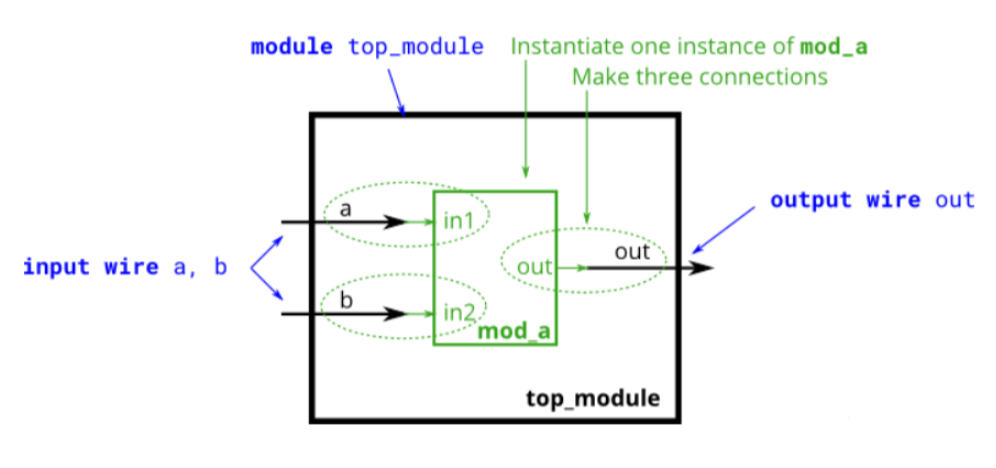 module top_module
Instantiate one instance of mod_a
Make three connections
output wire out
a
in1
out
out
input wire a, b
b
in2
mod_a
top_module